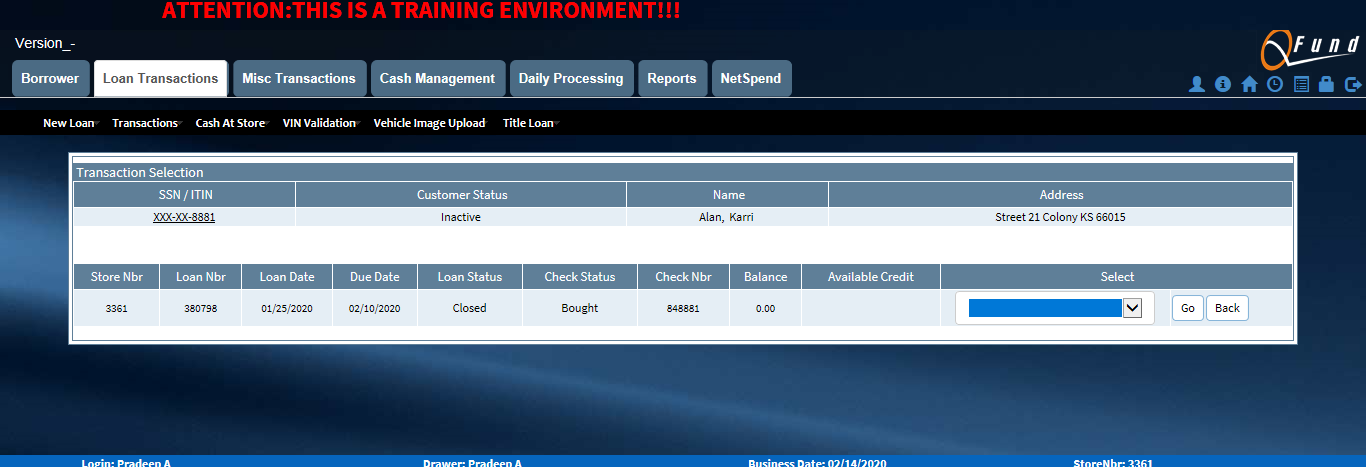 ATTENTION:THIS IS A TRAINING ENVIRONMENT!!!
Version_-
QFund
Borrower Loan Transactions Misc Transactions Cash Management Daily Processing Reports NetSpend
New Loan Transactions Cash At Store VIN Validation Vehicle Image Upload Title Loan
Transaction Selection
SSN / ITIN Customer Status Name Address
XXX-XX-8881 Inactive Alan, Karri Street 21 Colony KS 66015
Store Nbr Loan Nbr Loan Date Due Date Loan Status Check Status Check Nbr Balance Available Credit Select
3361 380798 01/25/2020 02/10/2020 Closed Bought 848881 0.00 Go Back
Login: Pradeep A Drawer: Pradeep A Business Date: 02/14/2020 StoreNbr: 3361